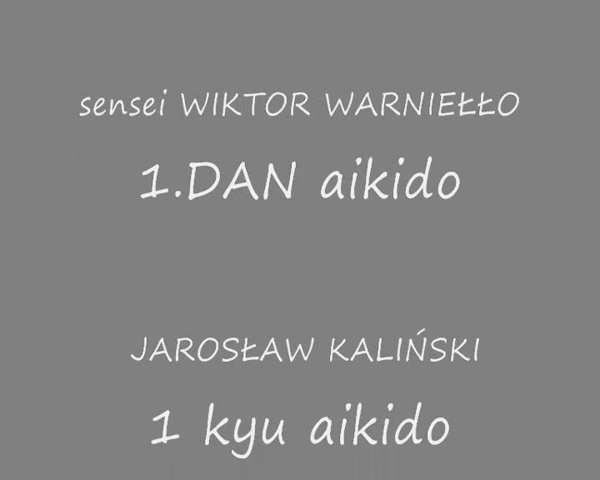 sensei WIKTOR WARNIEŁŁO
1.DAN aikido
JAROSŁAW KALIŃSKI
1 kyu aikido